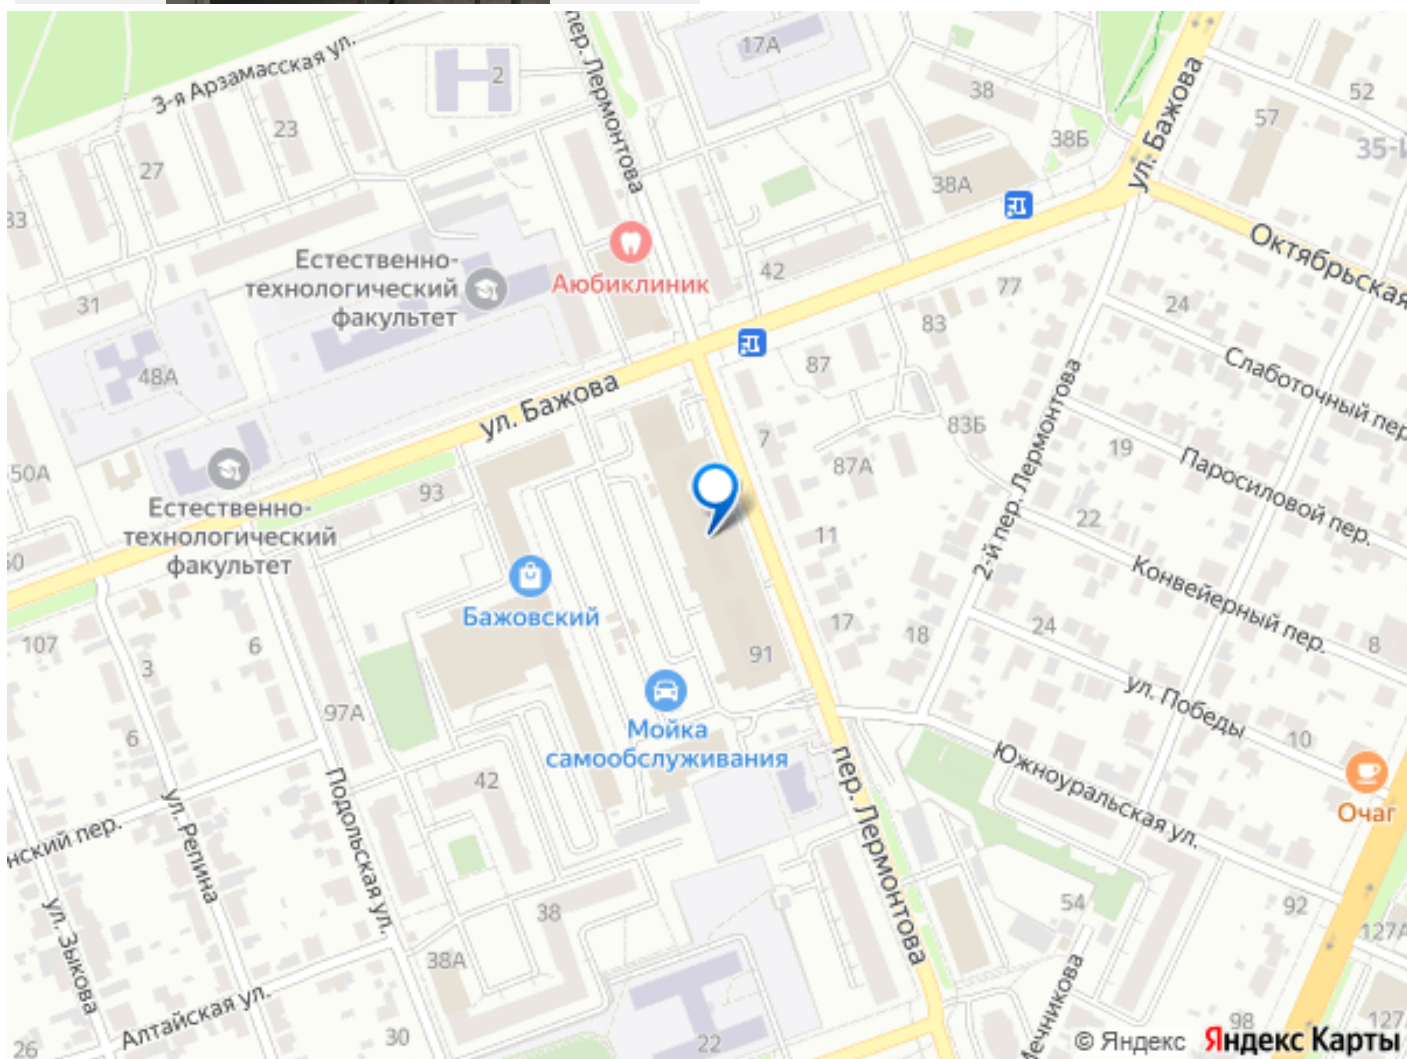 3-я Арзамасская ул.
пер. Лермонтова
17А
2
38
52
57
35-
23
27
33
38Б
38А
ул. Бажова
Октябрьская
Естественно-
технологический
факультет
Аюбиклиник
42
77
24
31
83
87
48А
Слаботочный пер.
ул. Бажова
2-й пер. Лермонтова
7
83Б
19
87А
Паросиловой пер.
50А
93
Естественно-
технологический
факультет
22
11
Конвейерный пер.
Бажовский
107
6
3
17
18
24
8
91
ул. Победы
97А
6
Мойка
самообслуживания
10
Южноуральская ул.
42
Очаг
нский пер.
ул. Репина
Подольская ул.
пер. Лермонтова
ул. Зыкова
38
54
92
127А
38А
Алтайская ул.
Мечникова
26
30
22
98
127
© Яндекс Яндекс Карты